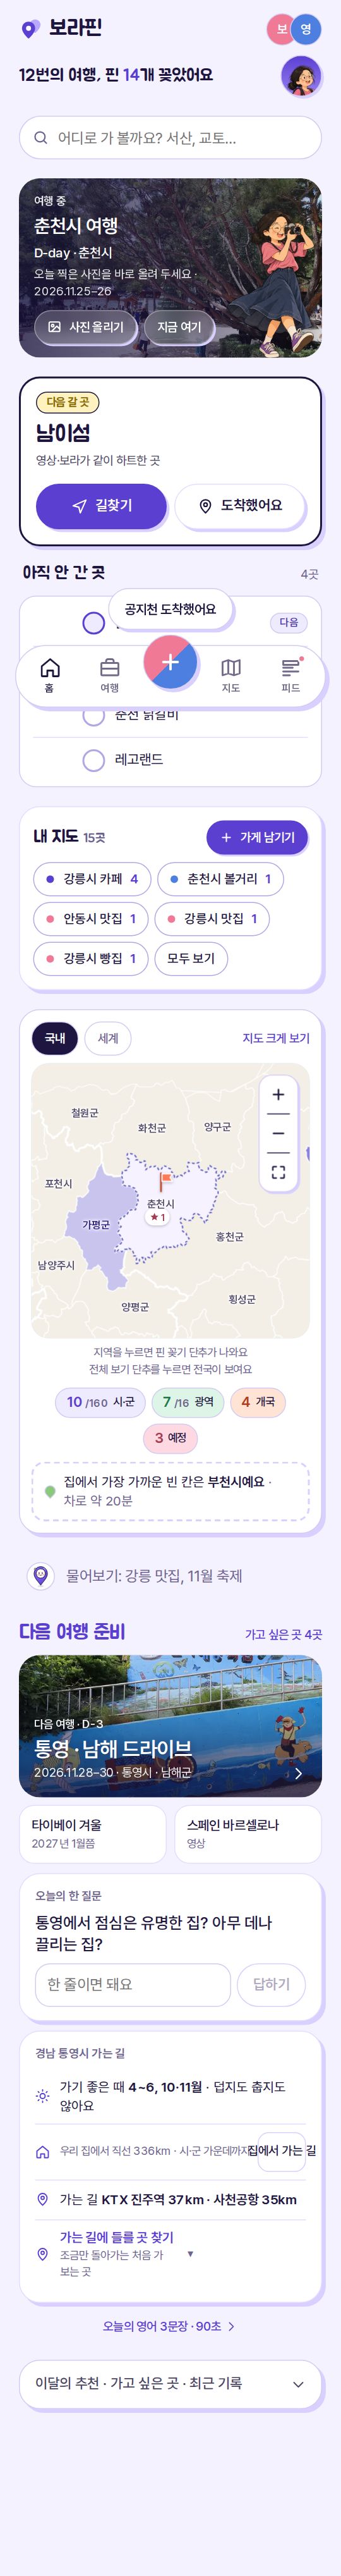 보라핀
보 영
12번의 여행, 핀 14개 꽂았어요
어디로 가 볼까요? 서산, 교토…
여행 중
춘천시 여행
D-day · 춘천시
오늘 찍은 사진을 바로 올려 두세요 ·
2026.11.25–26
사진 올리기 지금 여기
다음 갈 곳
남이섬
영상·보라가 같이 하트한 곳
길찾기 도착했어요
아직 안 간 곳 4곳
공지천 도착했어요
다음
홈 여행 지도 피드
춘천 닭갈비
레고랜드
내 지도 15곳
+ 가게 남기기
강릉시 카페 4 춘천시 볼거리 1
안동시 맛집 1 강릉시 맛집 1
강릉시 빵집 1 모두 보기
국내 세계 지도 크게 보기
철원군
화천군 양구군
포천시
춘천시
★ 1
가평군
홍천군
남양주시
횡성군
양평군
지역을 누르면 핀 꽂기 단추가 나와요
전체 보기 단추를 누르면 전국이 보여요
10 /160 시·군 7 /16 광역 4 개국
3 예정
집에서 가장 가까운 빈 칸은 부천시예요 ·
차로 약 20분
물어보기: 강릉 맛집, 11월 축제
다음 여행 준비 가고 싶은 곳 4곳
다음 여행 · D-3
통영 · 남해 드라이브
2026.11.28–30 · 통영시 · 남해군
타이베이 겨울
2027년 1월쯤
스페인 바르셀로나
영상
오늘의 한 질문
통영에서 점심은 유명한 집? 아무 데나
끌리는 집?
한 줄이면 돼요 답하기
경남 통영시 가는 길
가기 좋은 때 4~6, 10·11월 · 덥지도 춥지도
않아요
우리 집에서 직선 336km · 시·군 가운데까지
집에서 가는 길
가는 길 KTX 진주역 37km · 사천공항 35km
가는 길에 들를 곳 찾기
조금만 돌아가는 처음 가
보는 곳
▼
오늘의 영어 3문장 · 90초
이달의 추천 · 가고 싶은 곳 · 최근 기록